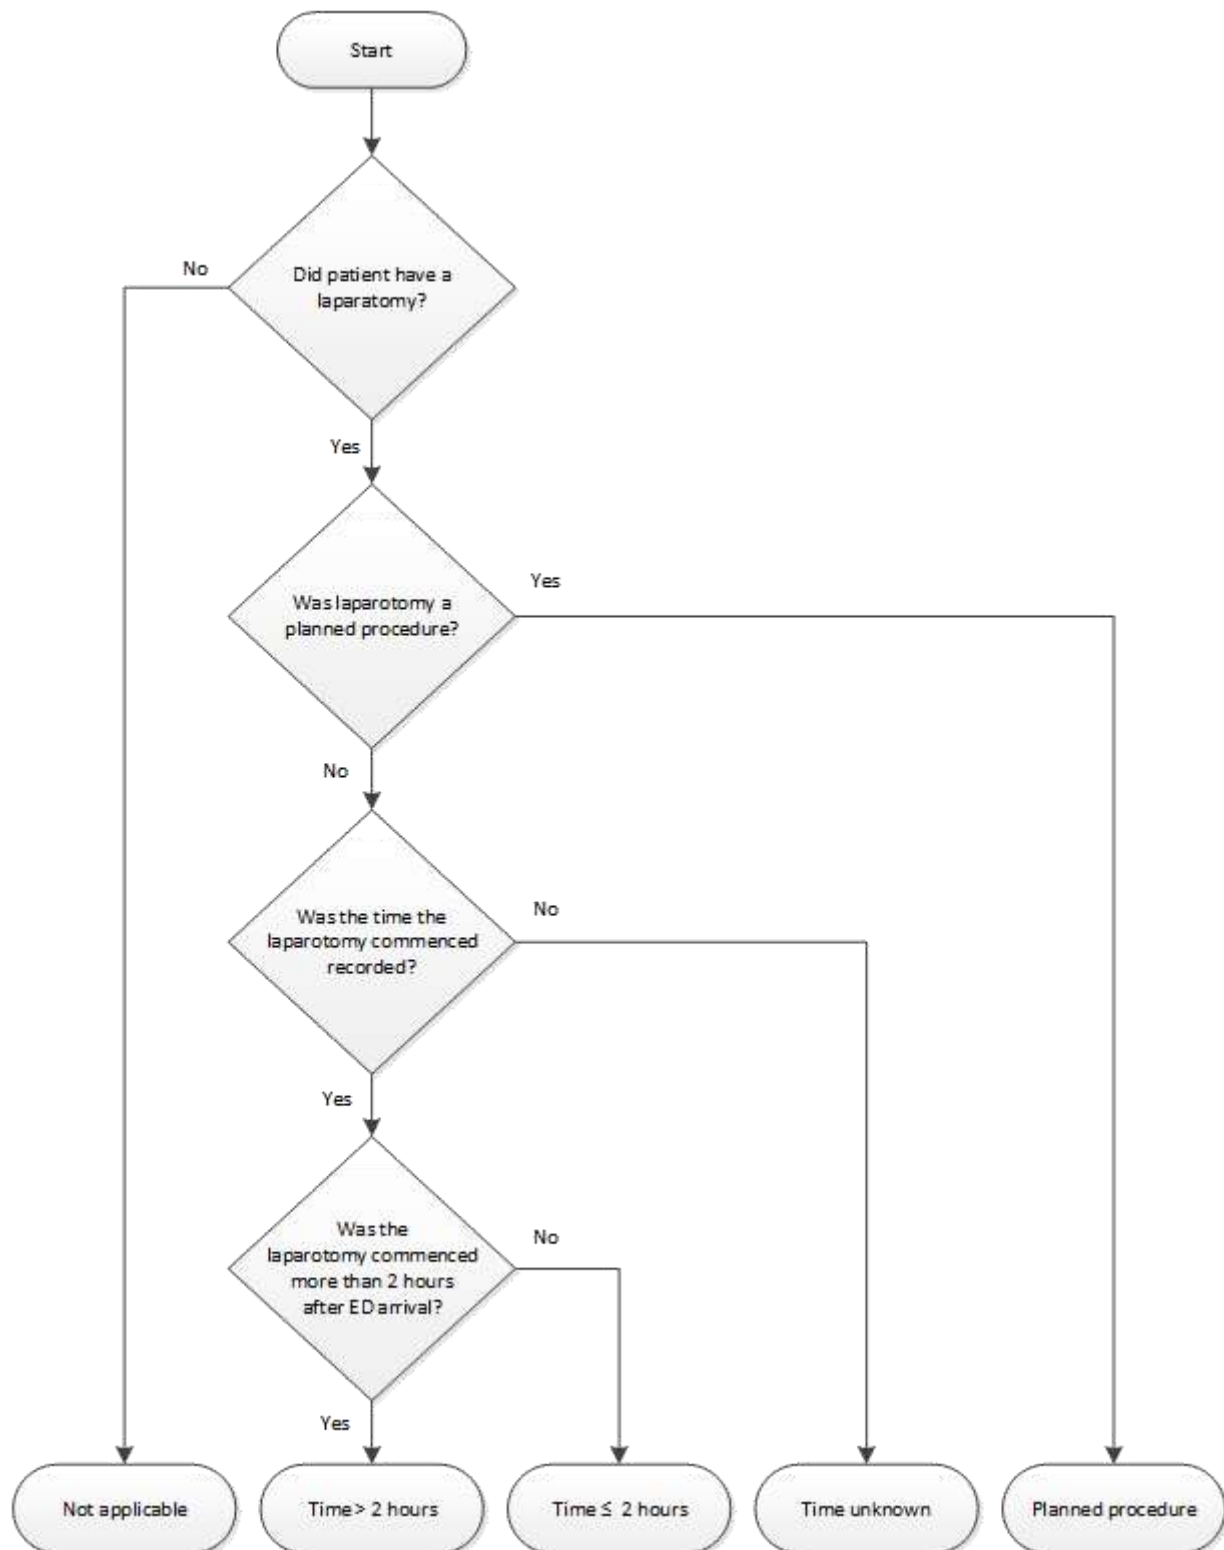 Start
No
Did patient have a
laparatomy?
Yes
Yes
Was laparotomy a
planned procedure?
No
No
Was the time the
laparotomy commenced
recorded?
Yes
No
Was the
laparotomy commenced
more than 2 hours
after ED arrival?
Yes
Not applicable
Time > 2 hours
Time ≤ 2 hours
Time unknown
Planned procedure